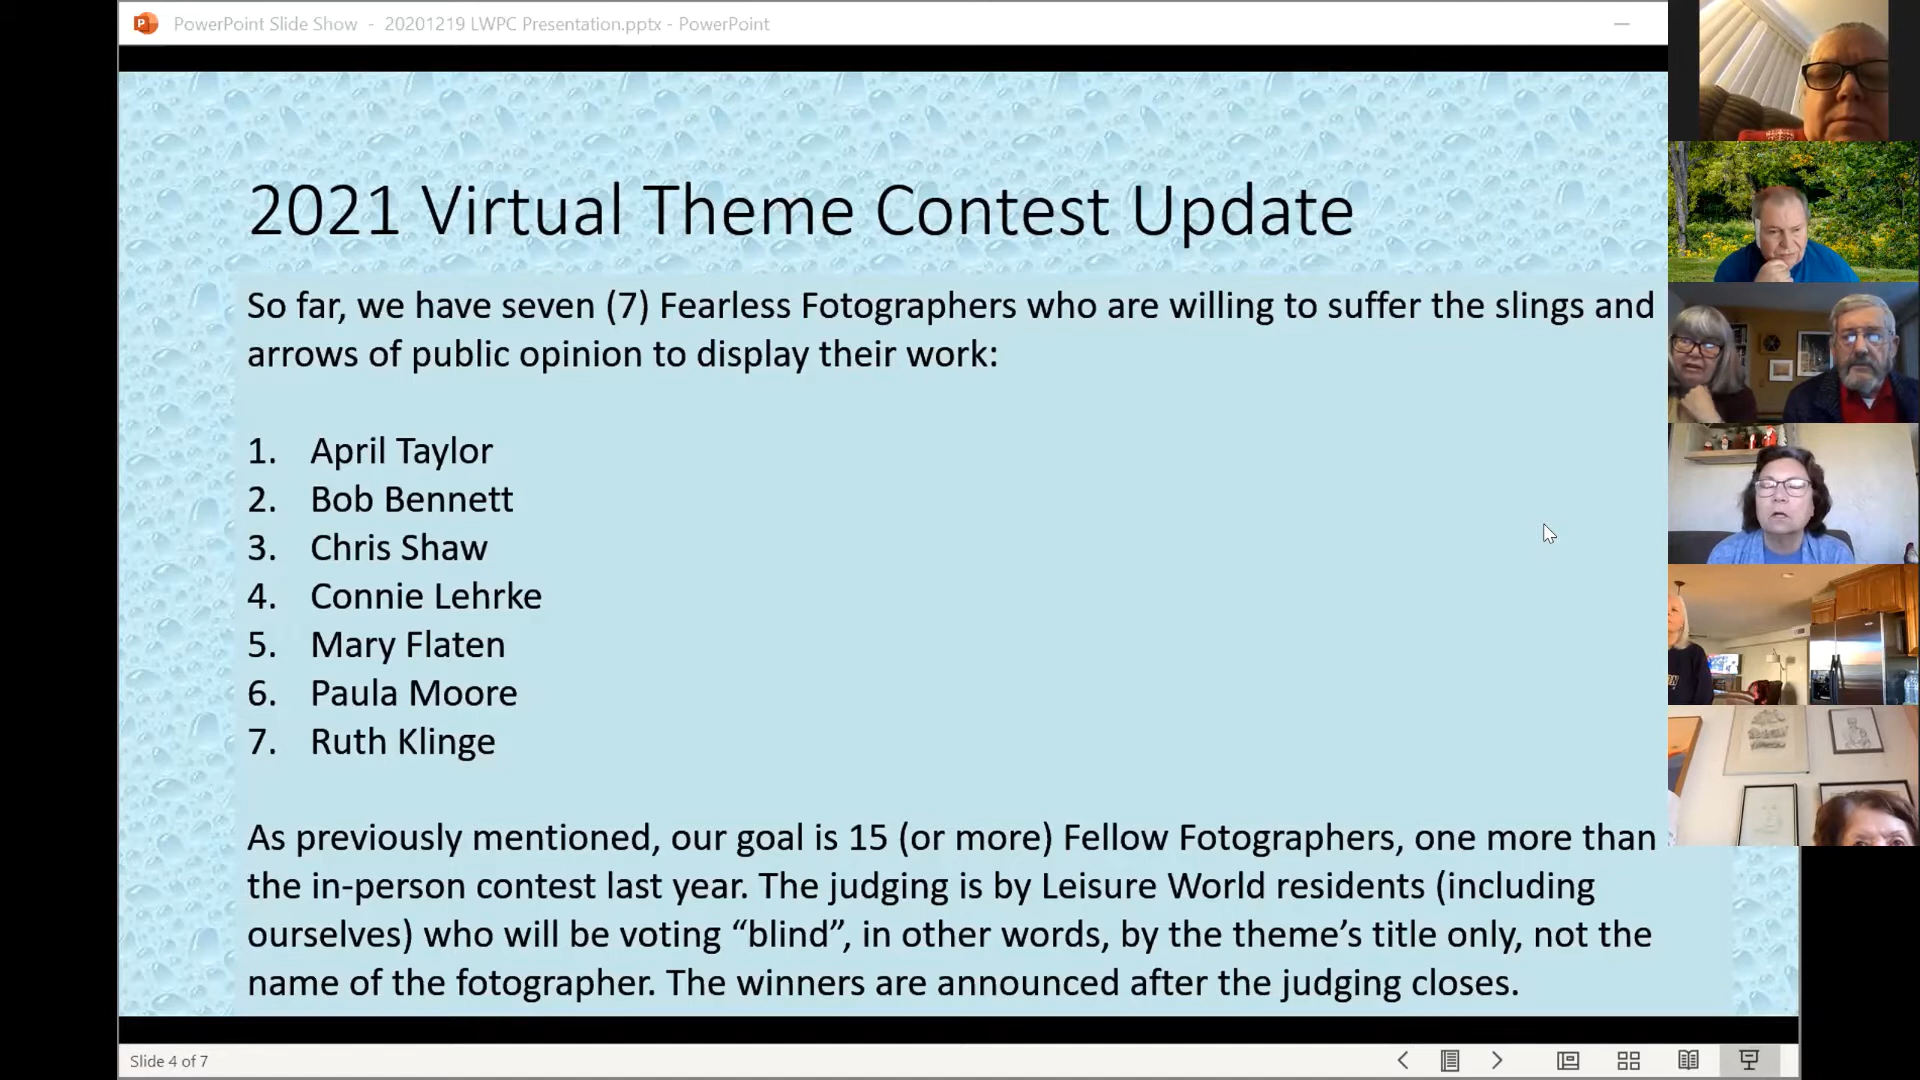 PowerPoint Slide Show - 20201219 LWPC Presentation.pptx - PowerPoint
2021 Virtual Theme Contest Update
So far, we have seven (7) Fearless Fotographers who are willing to suffer the slings and
arrows of public opinion to display their work:
1. April Taylor
2. Bob Bennett
3. Chris Shaw
4. Connie Lehrke
5. Mary Flaten
6. Paula Moore
7. Ruth Klinge
As previously mentioned, our goal is 15 (or more) Fellow Fotographers, one more than
the in-person contest last year. The judging is by Leisure World residents (including
ourselves) who will be voting “blind”, in other words, by the theme’s title only, not the
name of the fotographer. The winners are announced after the judging closes.
Slide 4 of 7